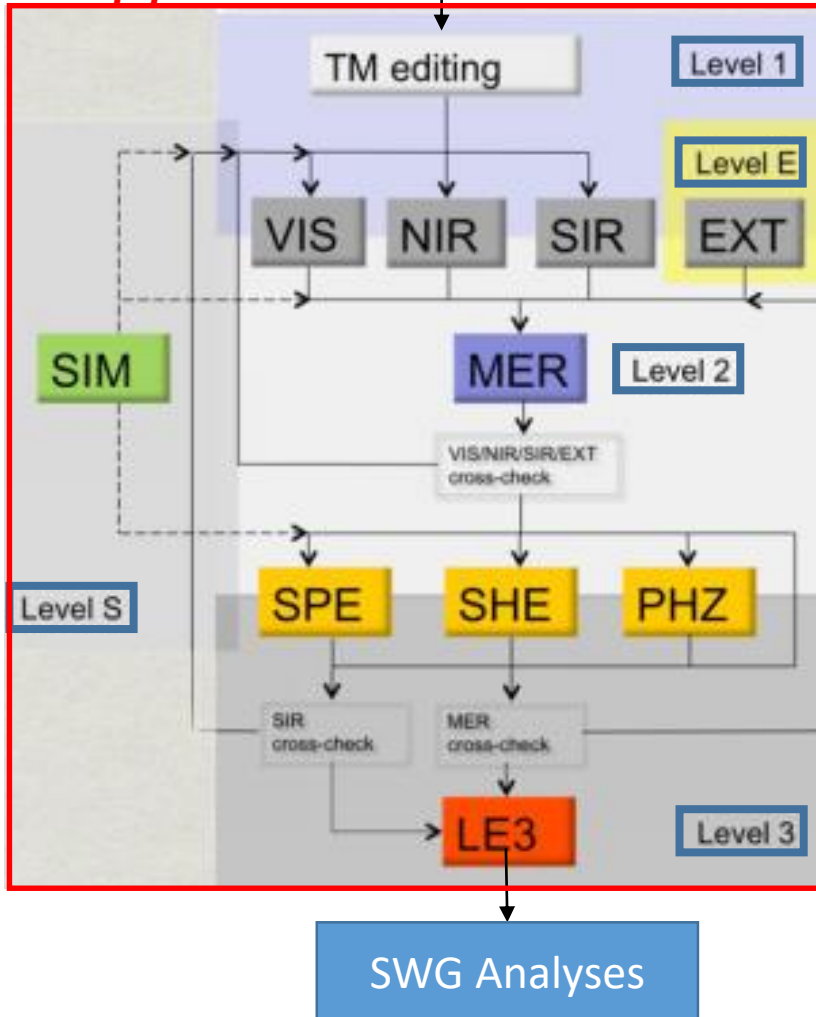 TM editing
Level 1
Level E
VIS
NIR
SIR
EXT
SIM
MER
Level 2
VIS/NIR/SIR/EXT
cross-check
SPE
SHE
PHZ
Level S
SIR
cross-check
MER
cross-check
LE3
Level 3
SWG Analyses